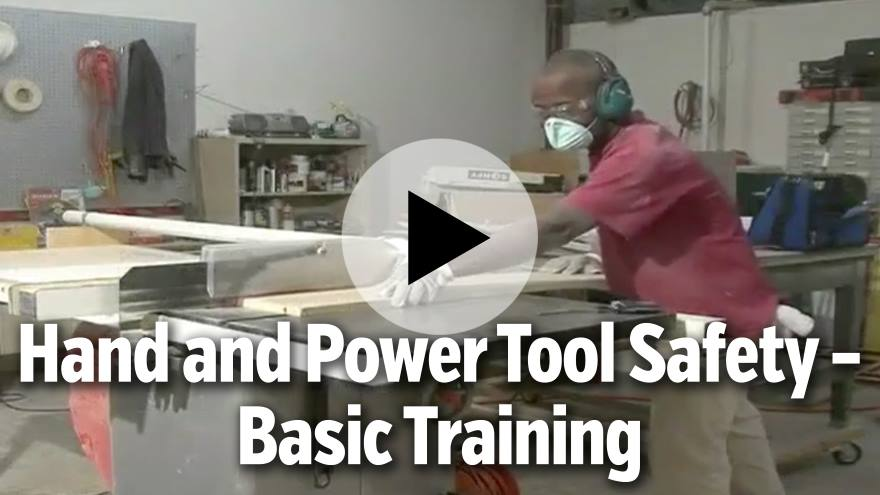 Hand and Power Tool Safety –
Basic Training